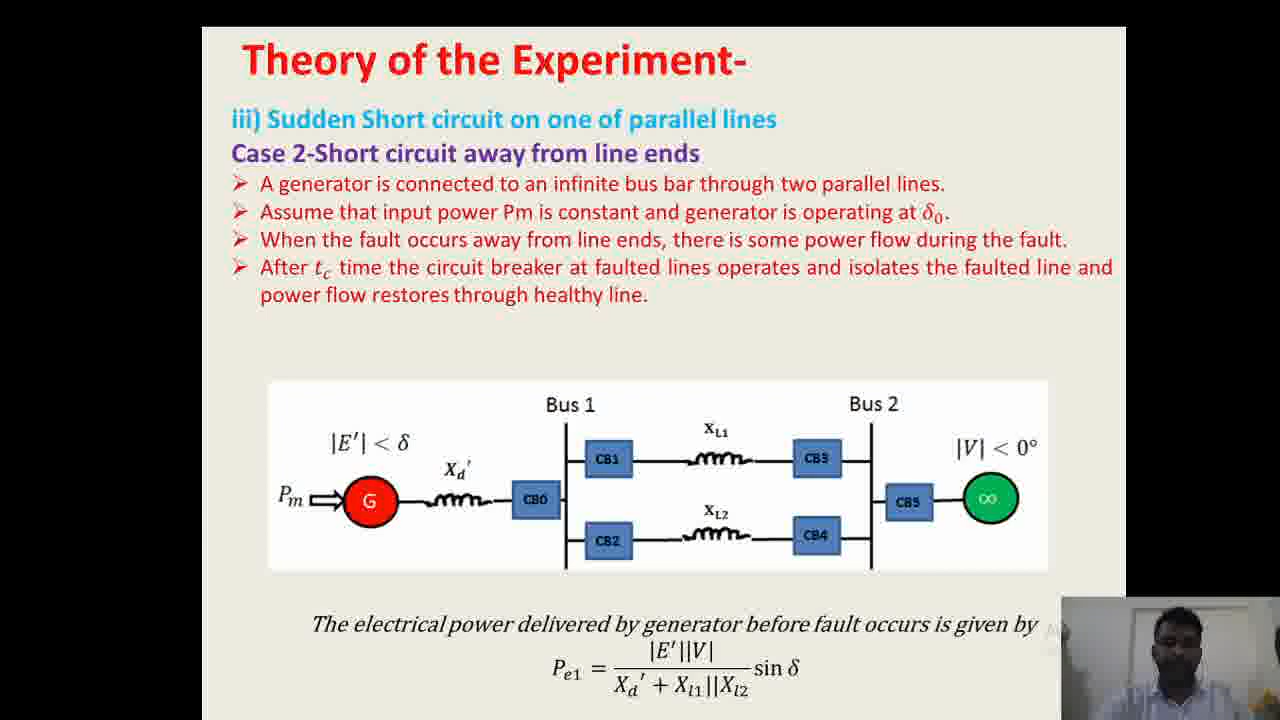 Theory of the Experiment-
iii) Sudden Short circuit on one of parallel lines
Case 2-Short circuit away from line ends
➢ A generator is connected to an infinite bus bar through two parallel lines.
➢ Assume that input power Pm is constant and generator is operating at δ₀.
➢ When the fault occurs away from line ends, there is some power flow during the fault.
➢ After t_c time the circuit breaker at faulted lines operates and isolates the faulted line and
power flow restores through healthy line.
Bus 1
Bus 2
|E′| < δ
X_d′
X_L1
|V| < 0°
P_m
G
CB0
CB1
CB3
CB5
∞
X_L2
CB2
CB4
The electrical power delivered by generator before fault occurs is given by
P_e1 = |E′||V| / (X_d′ + X_l1||X_l2) sin δ